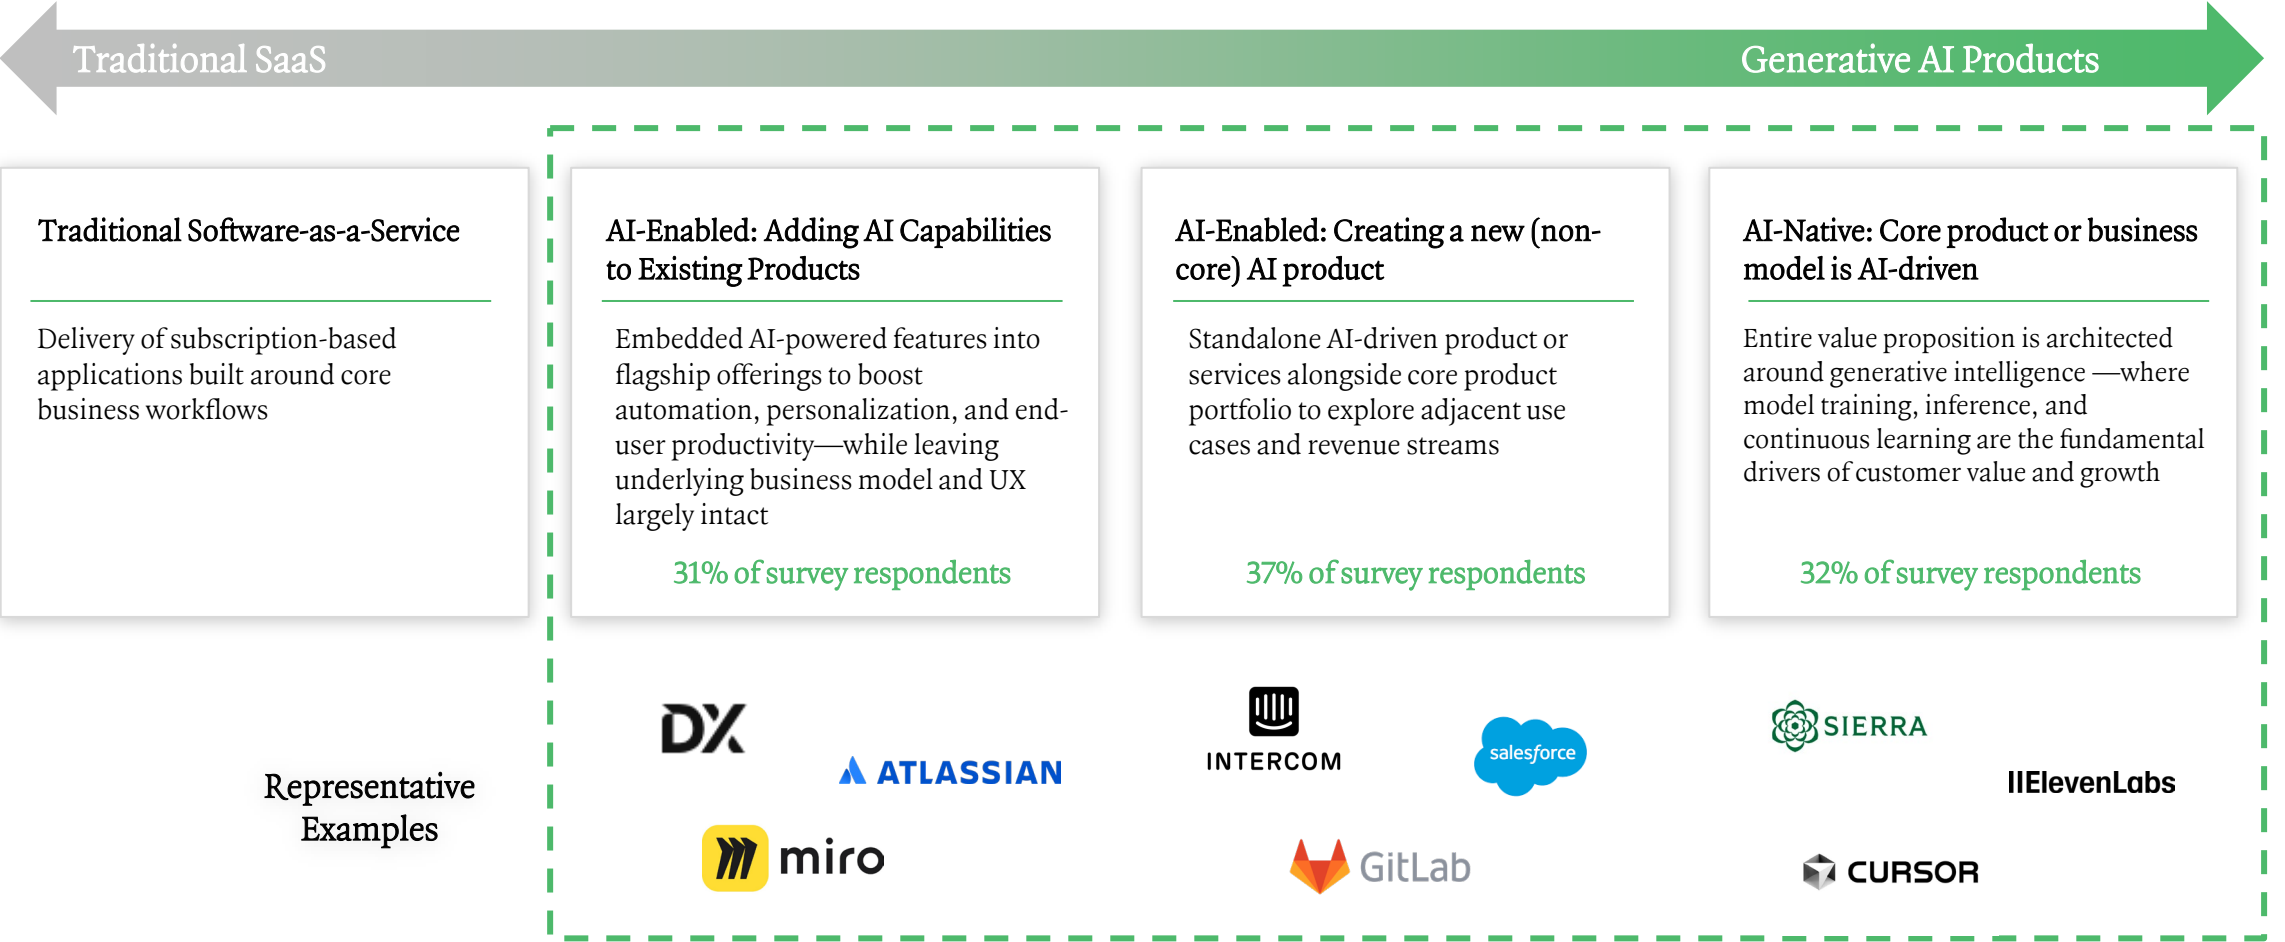 Traditional SaaS
Generative AI Products
Traditional Software-as-a-Service
Delivery of subscription-based
applications built around core
business workflows
AI-Enabled: Adding AI Capabilities
to Existing Products
Embedded AI-powered features into
flagship offerings to boost
automation, personalization, and end-
user productivity—while leaving
underlying business model and UX
largely intact
31% of survey respondents
AI-Enabled: Creating a new (non-
core) AI product
Standalone AI-driven product or
services alongside core product
portfolio to explore adjacent use
cases and revenue streams
37% of survey respondents
AI-Native: Core product or business
model is AI-driven
Entire value proposition is architected
around generative intelligence —where
model training, inference, and
continuous learning are the fundamental
drivers of customer value and growth
32% of survey respondents
Representative
Examples
DX
ATLASSIAN
miro
INTERCOM
salesforce
GitLab
SIERRA
IIElevenLabs
CURSOR